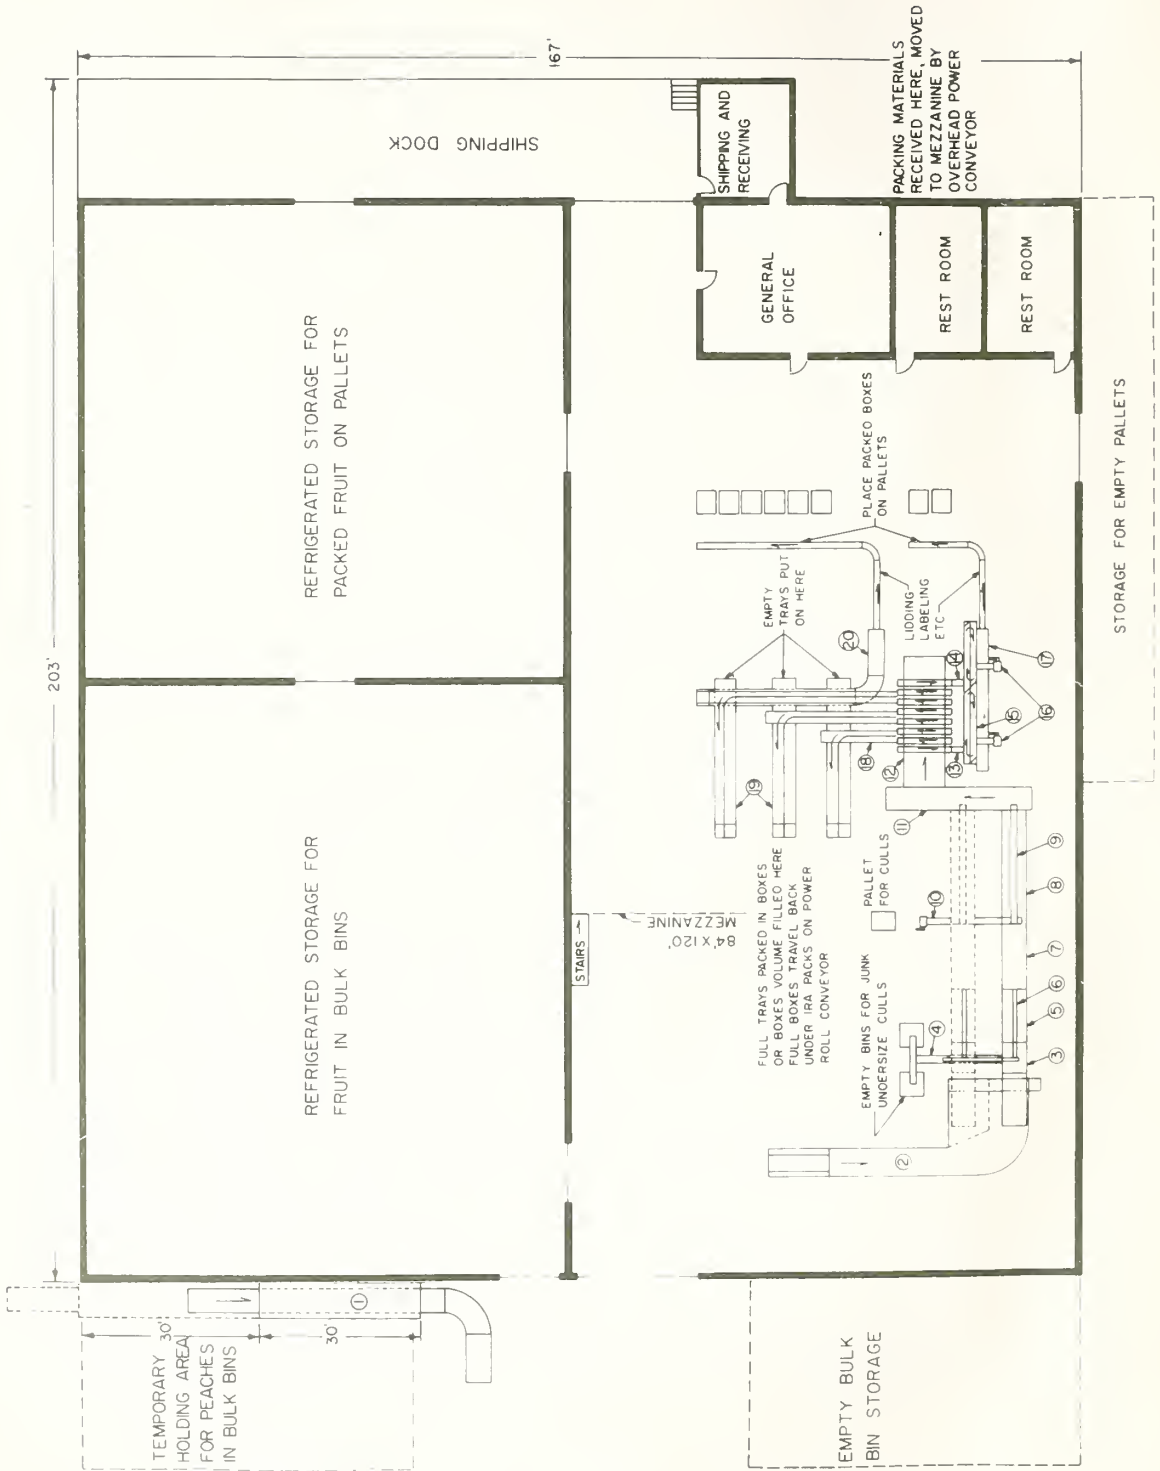 203'
167'
SHIPPING DOCK
SHIPPING AND
RECEIVING
PACKING MATERIALS
RECEIVED HERE, MOVED
TO MEZZANINE BY
OVERHEAD POWER
CONVEYOR
REFRIGERATED STORAGE FOR
PACKED FRUIT ON PALLETS
GENERAL
OFFICE
REST ROOM
REST ROOM
STORAGE FOR EMPTY PALLETS
PLACE PACKED BOXES
ON PALLETS
EMPTY
TRAYS PUT
ON HERE
LIDDING
LABELING
ETC
20
14
17
16
15
13
12
18
19
11
REFRIGERATED STORAGE FOR
FRUIT IN BULK BINS
STAIRS
84'X120'
MEZZANINE
FULL TRAYS PACKED IN BOXES
OR BOXES VOLUME FILLED HERE
FULL BOXES TRAVEL BACK
UNDER IRA PACKS ON POWER
ROLL CONVEYOR
PALLET
FOR CULLS
EMPTY BINS FOR JUNK
UNDERSIZE CULLS
10
9
8
7
6
5
4
3
2
1
30'
30'
TEMPORARY
HOLDING AREA
FOR PEACHES
IN BULK BINS
EMPTY BULK
BIN STORAGE